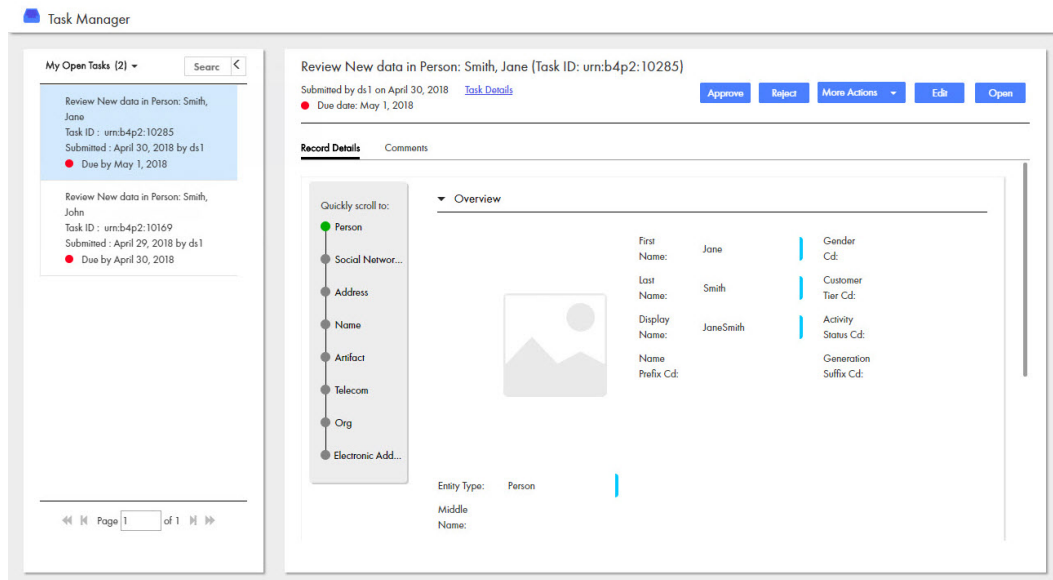 Task Manager
My Open Tasks (2)
Searc
Review New data in Person: Smith,
Jane
Task ID : urn:b4p2:10285
Submitted : April 30, 2018 by ds1
Due by May 1, 2018
Review New data in Person: Smith,
John
Task ID : urn:b4p2:10169
Submitted : April 29, 2018 by ds1
Due by April 30, 2018
Page 1 of 1
Review New data in Person: Smith, Jane (Task ID: urn:b4p2:10285)
Submitted by ds1 on April 30, 2018 Task Details
Due date: May 1, 2018
Approve Reject More Actions Edit Open
Record Details Comments
Quickly scroll to:
Person
Social Networ...
Address
Name
Artifact
Telecom
Org
Electronic Add...
Overview
First
Name:
Jane
Last
Name:
Smith
Display
Name:
JaneSmith
Name
Prefix Cd:
Gender
Cd:
Customer
Tier Cd:
Activity
Status Cd:
Generation
Suffix Cd:
Entity Type: Person
Middle
Name: